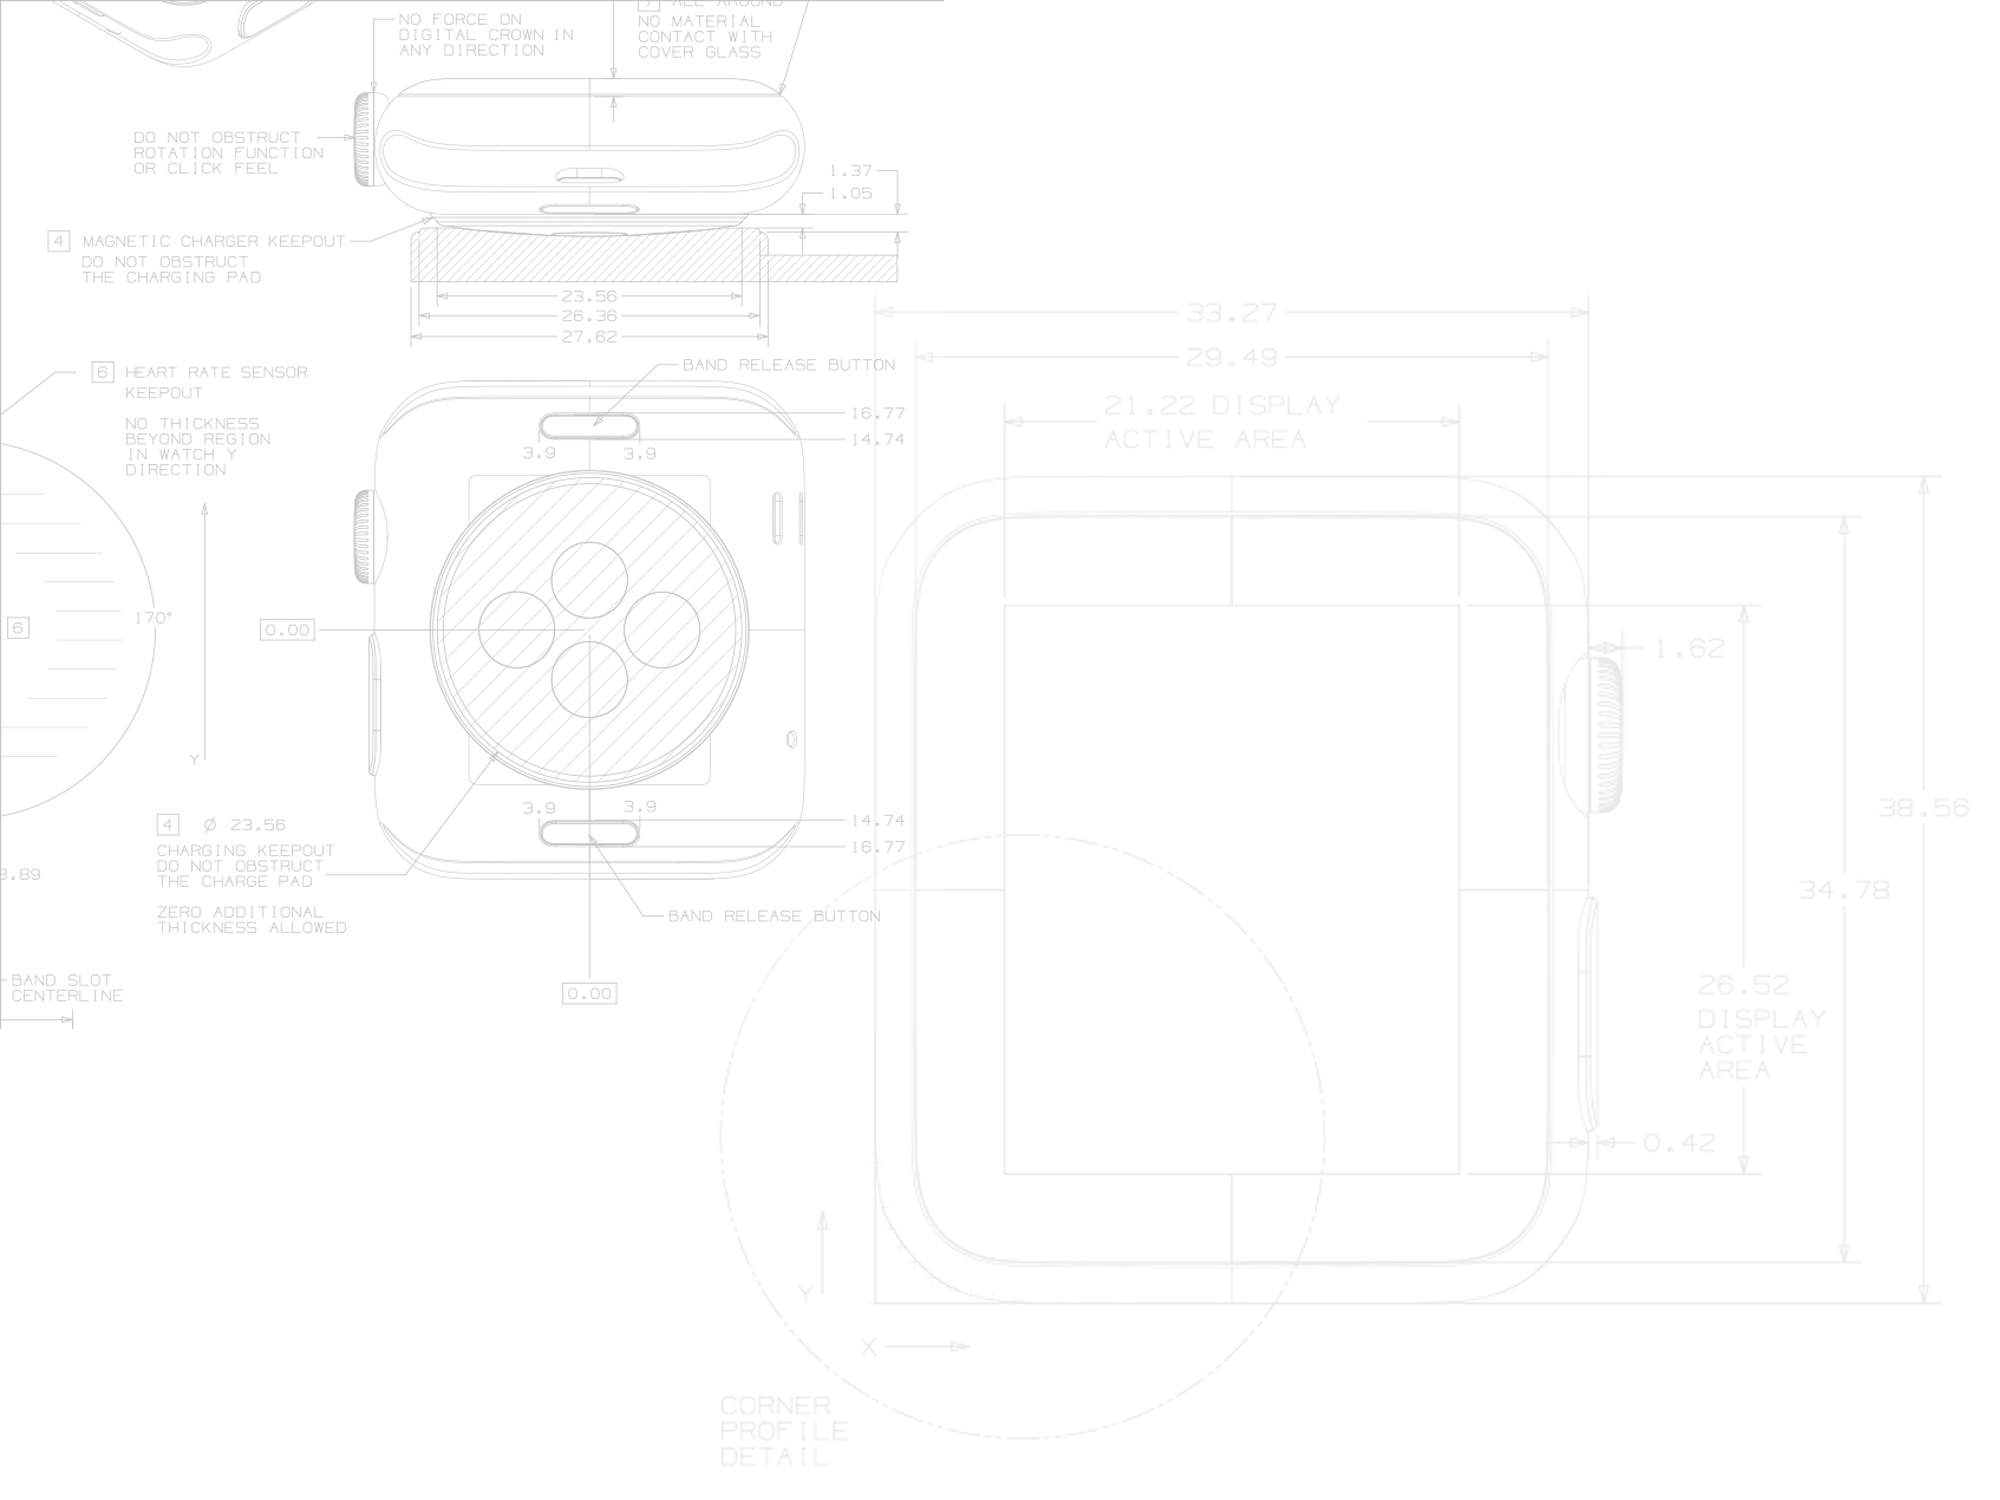 NO FORCE ON
DIGITAL CROWN IN
ANY DIRECTION
7 ALL AROUND
NO MATERIAL
CONTACT WITH
COVER GLASS
DO NOT OBSTRUCT
ROTATION FUNCTION
OR CLICK FEEL
1.37
1.05
4 MAGNETIC CHARGER KEEPOUT
DO NOT OBSTRUCT
THE CHARGING PAD
23.56
26.36
27.62
33.27
29.49
21.22 DISPLAY
ACTIVE AREA
BAND RELEASE BUTTON
6 HEART RATE SENSOR
KEEPOUT
NO THICKNESS
BEYOND REGION
IN WATCH Y
DIRECTION
16.77
14.74
3.9
3.9
170°
6
0.00
Y
1.62
38.56
34.78
3.9
3.9
14.74
16.77
4 Ø 23.56
CHARGING KEEPOUT
DO NOT OBSTRUCT
THE CHARGE PAD
ZERO ADDITIONAL
THICKNESS ALLOWED
.89
BAND RELEASE BUTTON
BAND SLOT
CENTERLINE
0.00
26.52
DISPLAY
ACTIVE
AREA
0.42
Y
X
CORNER
PROFILE
DETAIL